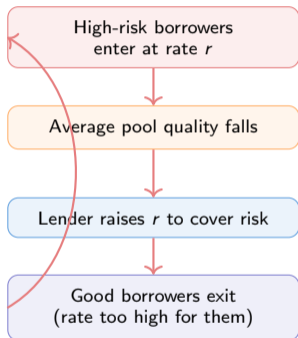 High-risk borrowers
enter at rate r
Average pool quality falls
Lender raises r to cover risk
Good borrowers exit
(rate too high for them)